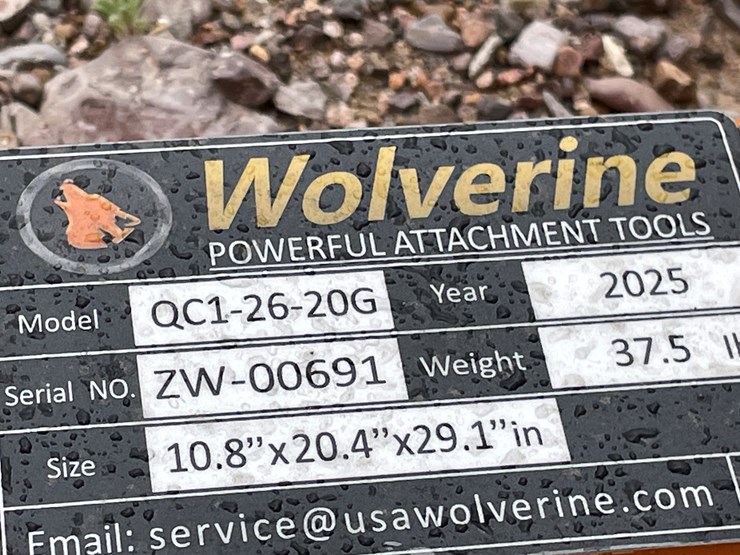 Wolverine
POWERFUL ATTACHMENT TOOLS
Model QC1-26-20G Year 2025
Serial NO. ZW-00691 Weight 37.5
Size 10.8”x20.4”x29.1”in
Email: service@usawolverine.com